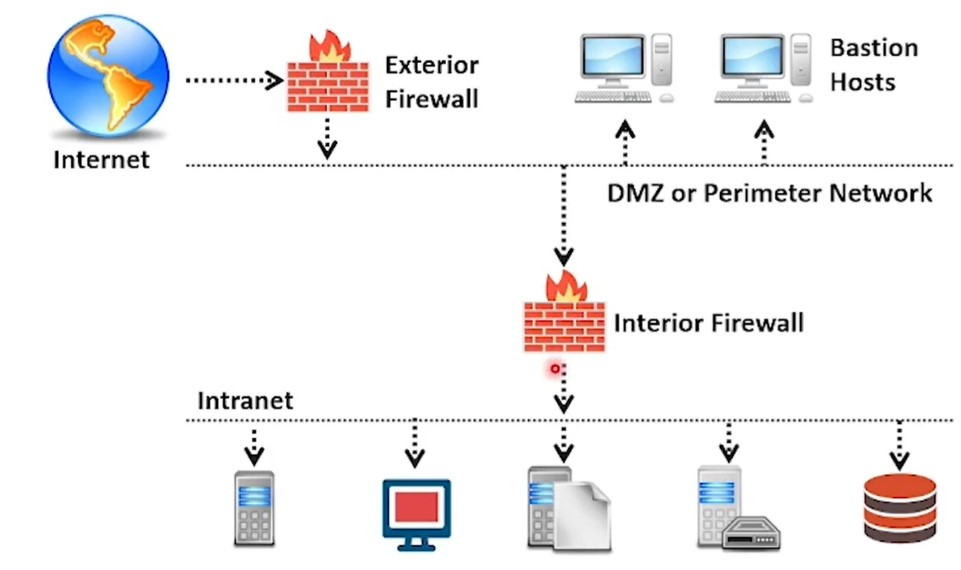 Exterior
Firewall
Bastion
Hosts
Internet
DMZ or Perimeter Network
Interior Firewall
Intranet